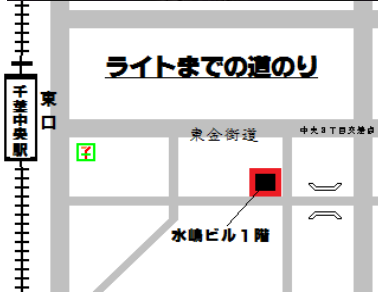 ライトまでの道のり
千葉中央駅
東口
東金街道
中央3丁目交差点
水嶋ビル1階